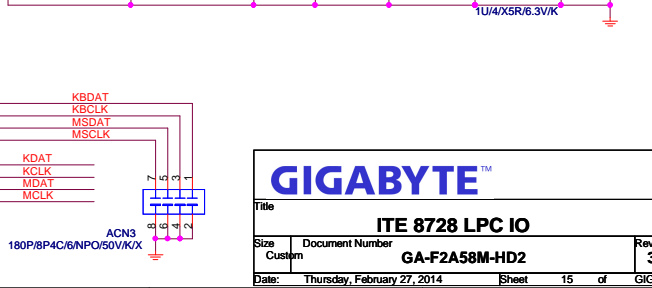 1U/4/X5R/6.3V/K
KBDAT
KBCLK
MSDAT
MSCLK
KDAT
KCLK
MDAT
MCLK
7 5 3 1
8 6 4 2
ACN3
180P/8P4C/6/NPO/50V/K/X
GIGABYTE™
Title
ITE 8728 LPC IO
Size Document Number Rev
Custom GA-F2A58M-HD2 3
Date: Thursday, February 27, 2014 Sheet 15 of